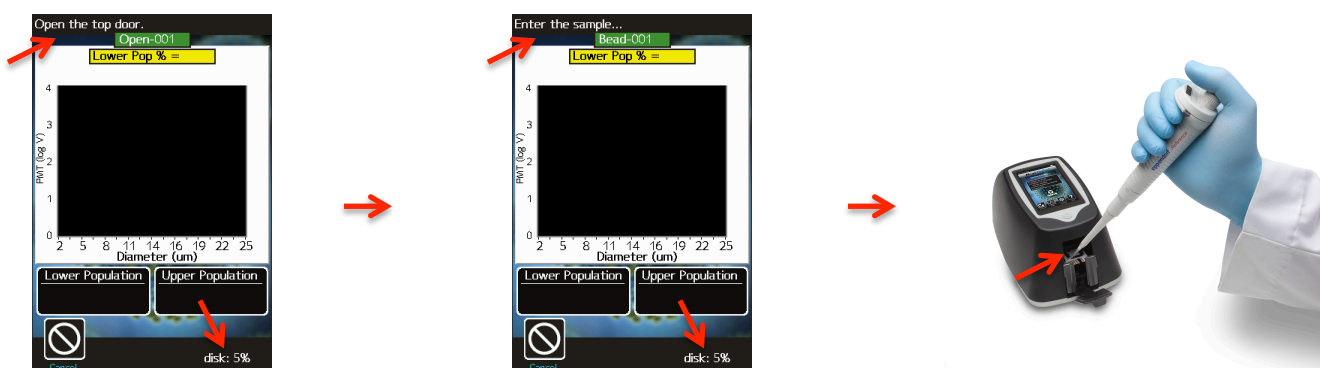 Open the top door.
Open-001
Lower Pop % =
4
3
2
1
0
PMT (log V)
2 5 8 11 14 16 19 22 25
Diameter (um)
Lower Population
Upper Population
disk: 5%
Cancel
Enter the sample...
Bead-001
Lower Pop % =
4
3
2
1
0
PMT (log V)
2 5 8 11 14 16 19 22 25
Diameter (um)
Lower Population
Upper Population
disk: 5%
Cancel
eppendorf